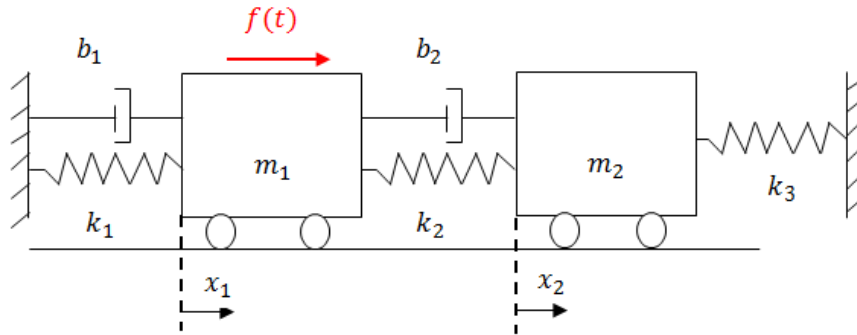 f(t)
b₁
b₂
m₁
m₂
k₁
k₂
k₃
x₁
x₂